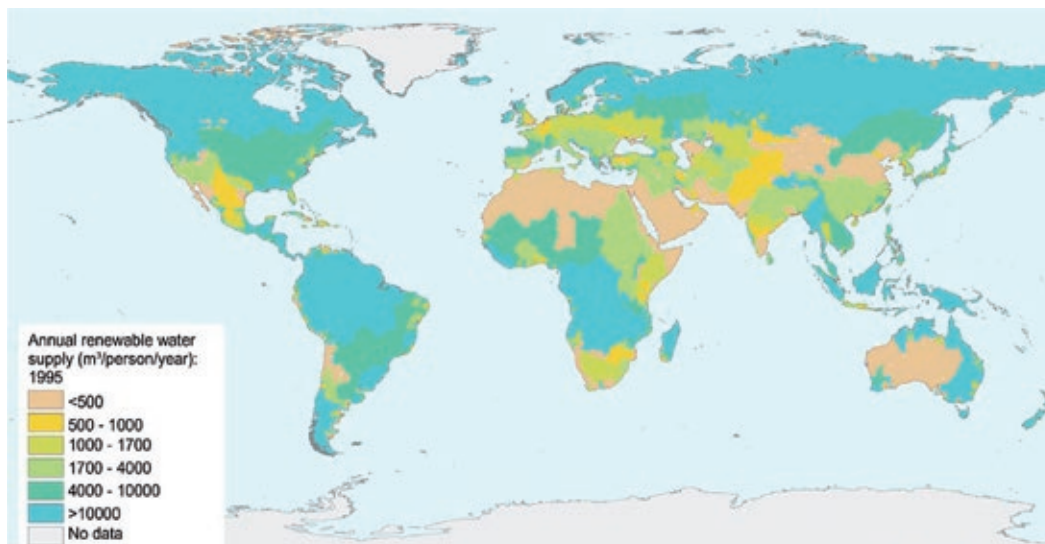 Annual renewable water
supply (m³/person/year):
1995
<500
500 - 1000
1000 - 1700
1700 - 4000
4000 - 10000
>10000
No data